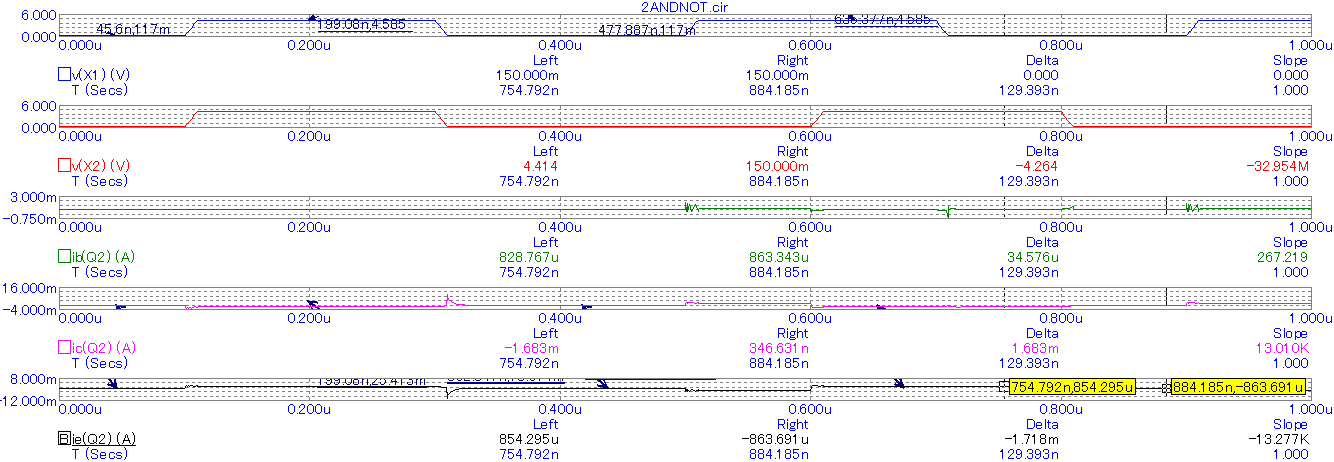 2ANDNOT.cir
6.000
45.6n,117m 199.08n,4.585 477.887n,117m
0.000
0.000u 0.200u 0.400u 0.600u 0.800u 1.000u
Left Right Delta Slope
v(X1) (V) 150.000m 150.000m 0.000 0.000
T (Secs) 754.792n 884.185n 129.393n 1.000
6.000
0.000
0.000u 0.200u 0.400u 0.600u 0.800u 1.000u
Left Right Delta Slope
v(X2) (V) 4.414 150.000m -4.264 -32.954M
T (Secs) 754.792n 884.185n 129.393n 1.000
3.000m
-0.750m
0.000u 0.200u 0.400u 0.600u 0.800u 1.000u
Left Right Delta Slope
ib(Q2) (A) 828.767u 863.343u 34.576u 267.219
T (Secs) 754.792n 884.185n 129.393n 1.000
16.000m
-4.000m
0.000u 0.200u 0.400u 0.600u 0.800u 1.000u
Left Right Delta Slope
ic(Q2) (A) -1.683m 346.631n 1.683m 13.010K
T (Secs) 754.792n 884.185n 129.393n 1.000
8.000m
754.792n,854.295u 884.185n,-863.691u
-12.000m
0.000u 0.200u 0.400u 0.600u 0.800u 1.000u
Left Right Delta Slope
B ie(Q2) (A) 854.295u -863.691u -1.718m -13.277K
T (Secs) 754.792n 884.185n 129.393n 1.000